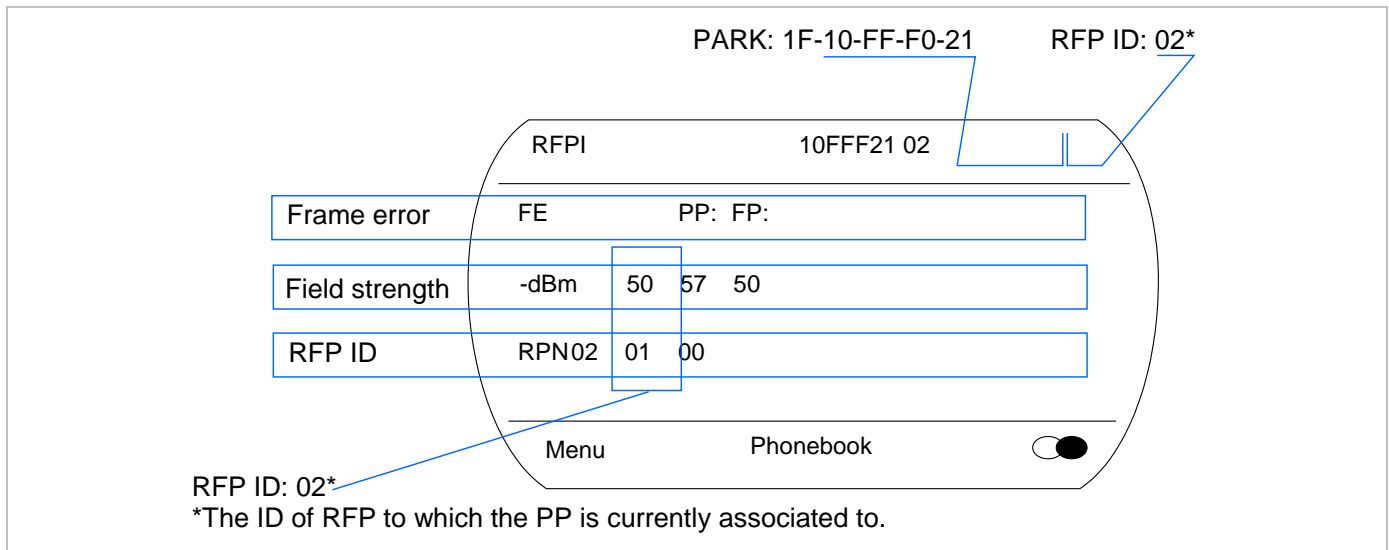 PARK: 1F-10-FF-F0-21 RFP ID: 02*
RFPI 10FFF21 02
Frame error FE PP: FP:
Field strength -dBm 50 57 50
RFP ID RPN02 01 00
Menu Phonebook
RFP ID: 02*
*The ID of RFP to which the PP is currently associated to.